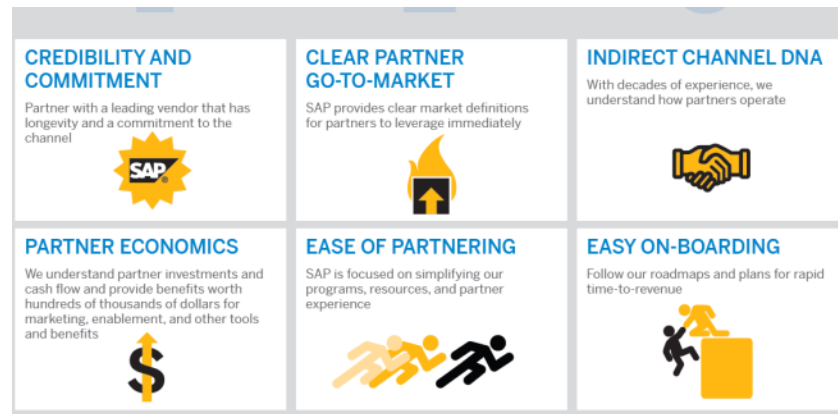 CREDIBILITY AND
COMMITMENT
Partner with a leading vendor that has
longevity and a commitment to the
channel
SAP®
CLEAR PARTNER
GO-TO-MARKET
SAP provides clear market definitions
for partners to leverage immediately
INDIRECT CHANNEL DNA
With decades of experience, we
understand how partners operate
PARTNER ECONOMICS
We understand partner investments and
cash flow and provide benefits worth
hundreds of thousands of dollars for
marketing, enablement, and other tools
and benefits
$
EASE OF PARTNERING
SAP is focused on simplifying our
programs, resources, and partner
experience
EASY ON-BOARDING
Follow our roadmaps and plans for rapid
time-to-revenue